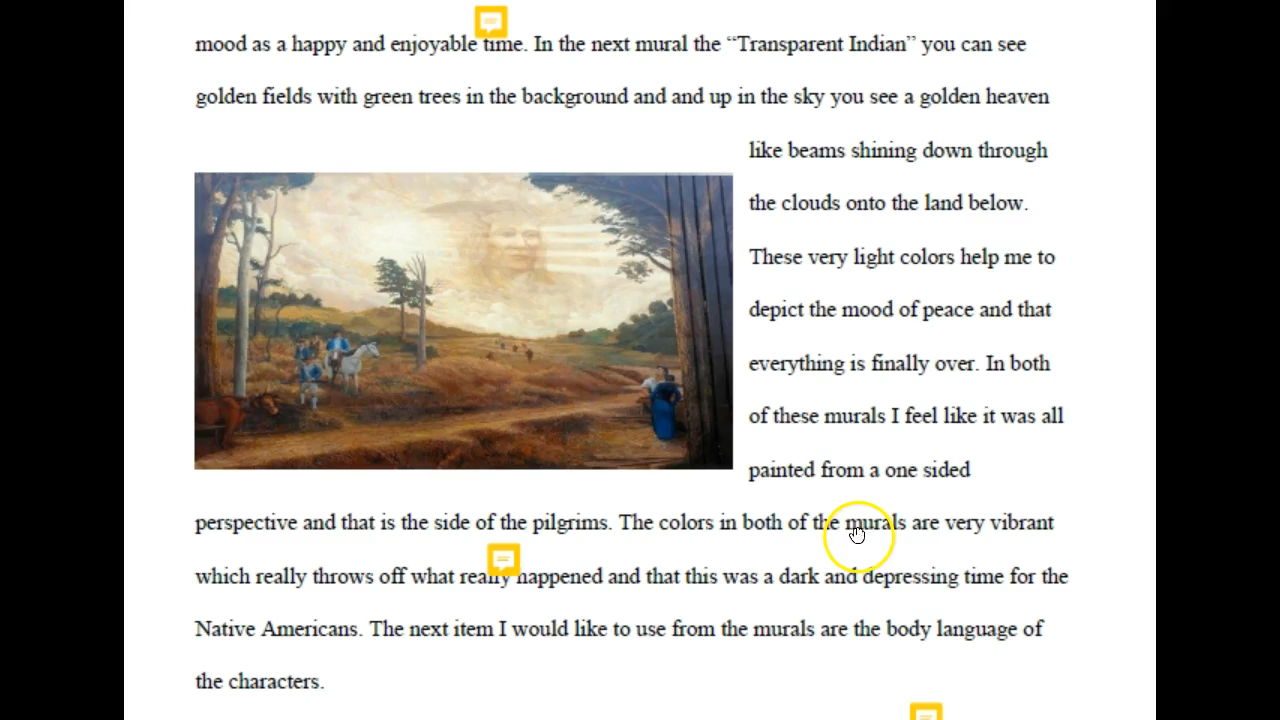 mood as a happy and enjoyable time. In the next mural the “Transparent Indian” you can see
golden fields with green trees in the background and and up in the sky you see a golden heaven
like beams shining down through
the clouds onto the land below.
These very light colors help me to
depict the mood of peace and that
everything is finally over. In both
of these murals I feel like it was all
painted from a one sided
perspective and that is the side of the pilgrims. The colors in both of the murals are very vibrant
which really throws off what really happened and that this was a dark and depressing time for the
Native Americans. The next item I would like to use from the murals are the body language of
the characters.